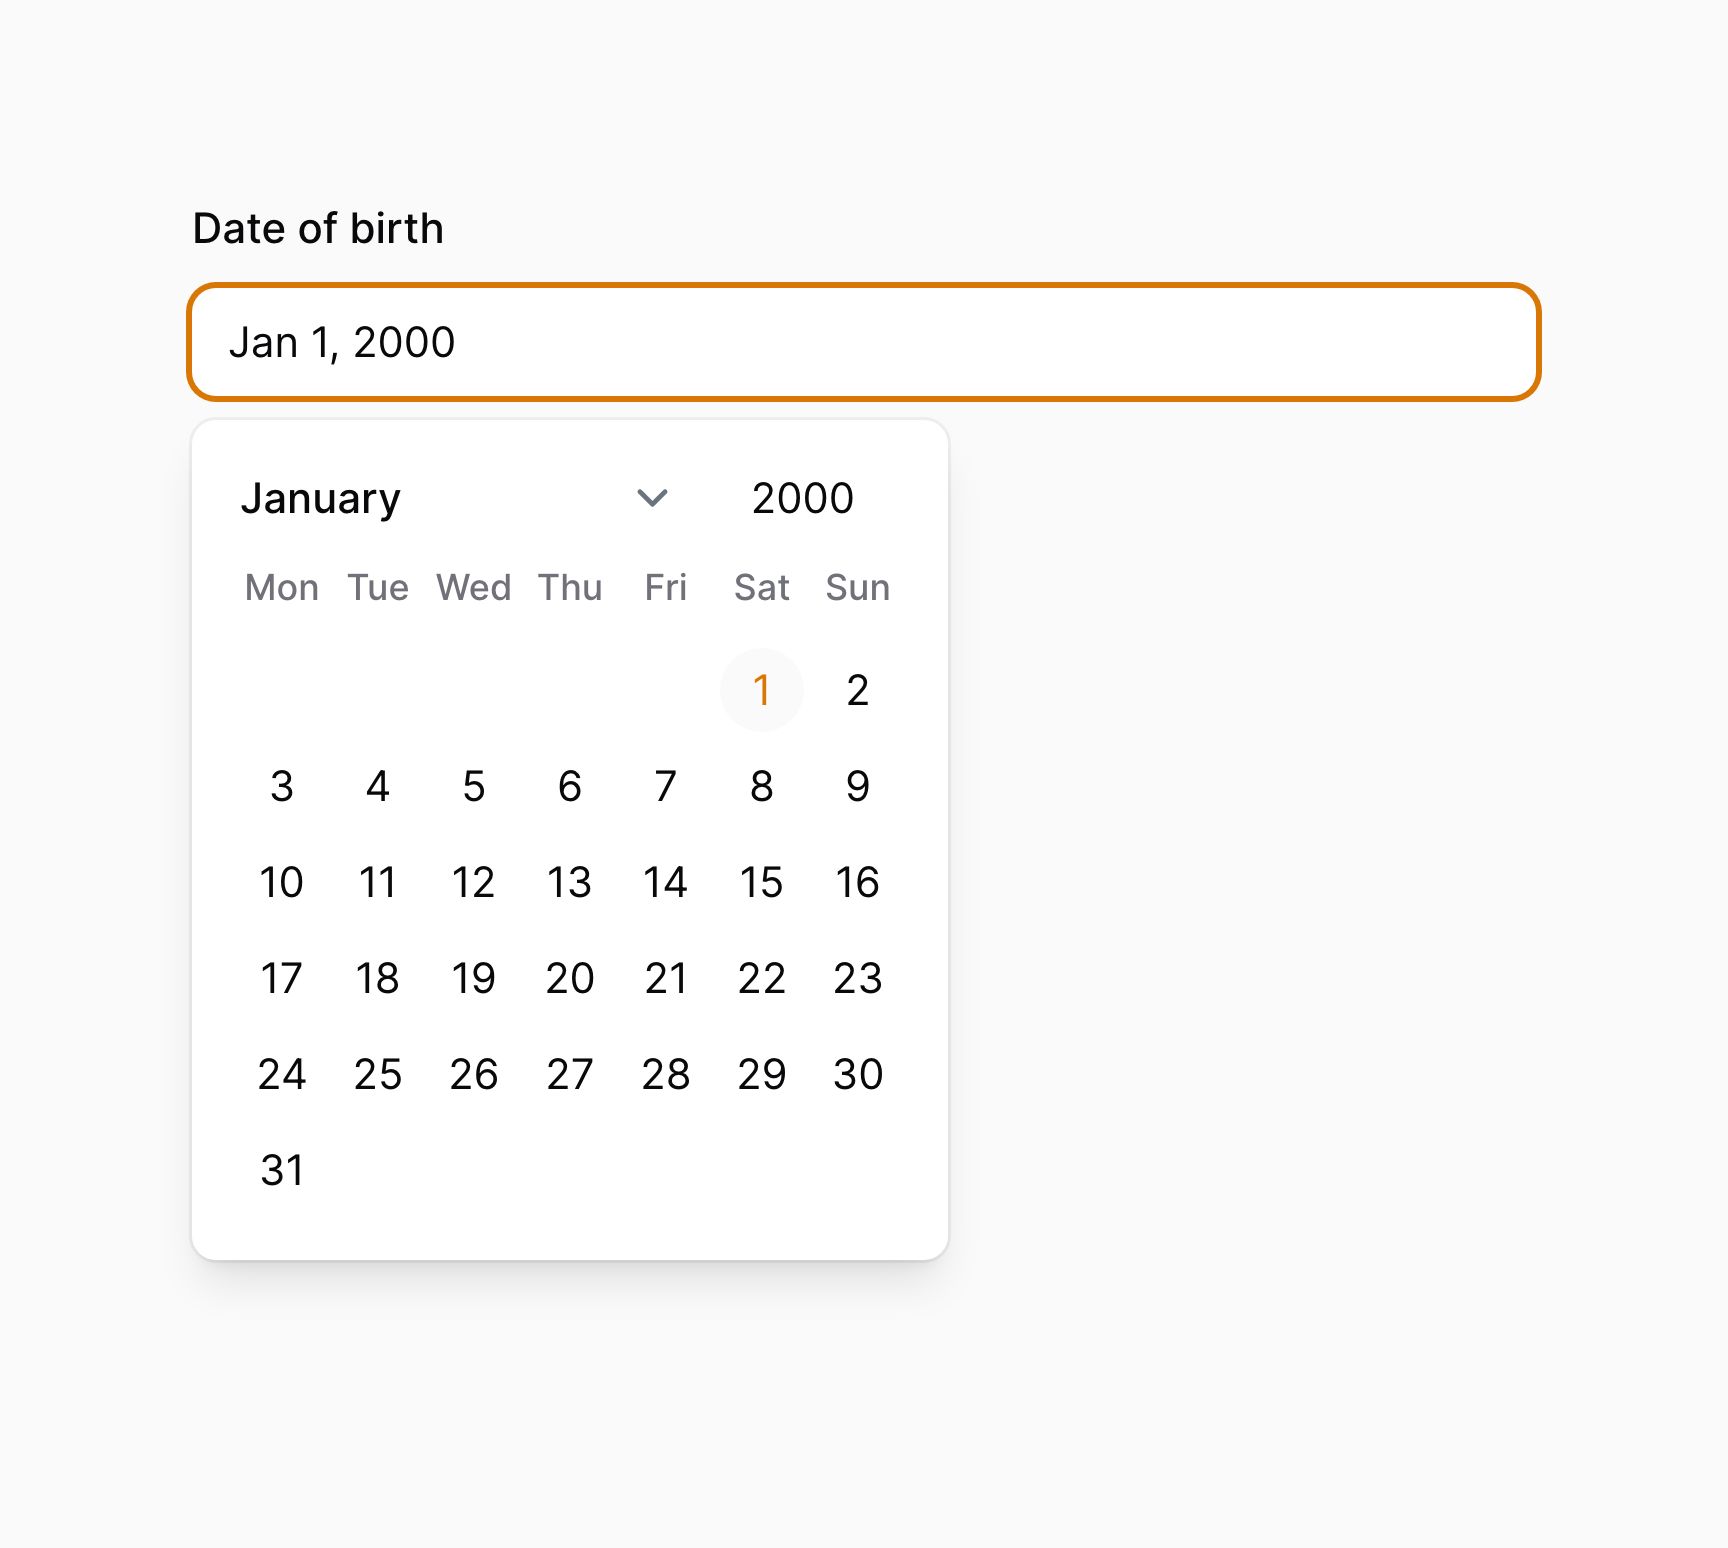 Date of birth
Jan 1, 2000
January 2000
Mon Tue Wed Thu Fri Sat Sun
1 2
3 4 5 6 7 8 9
10 11 12 13 14 15 16
17 18 19 20 21 22 23
24 25 26 27 28 29 30
31